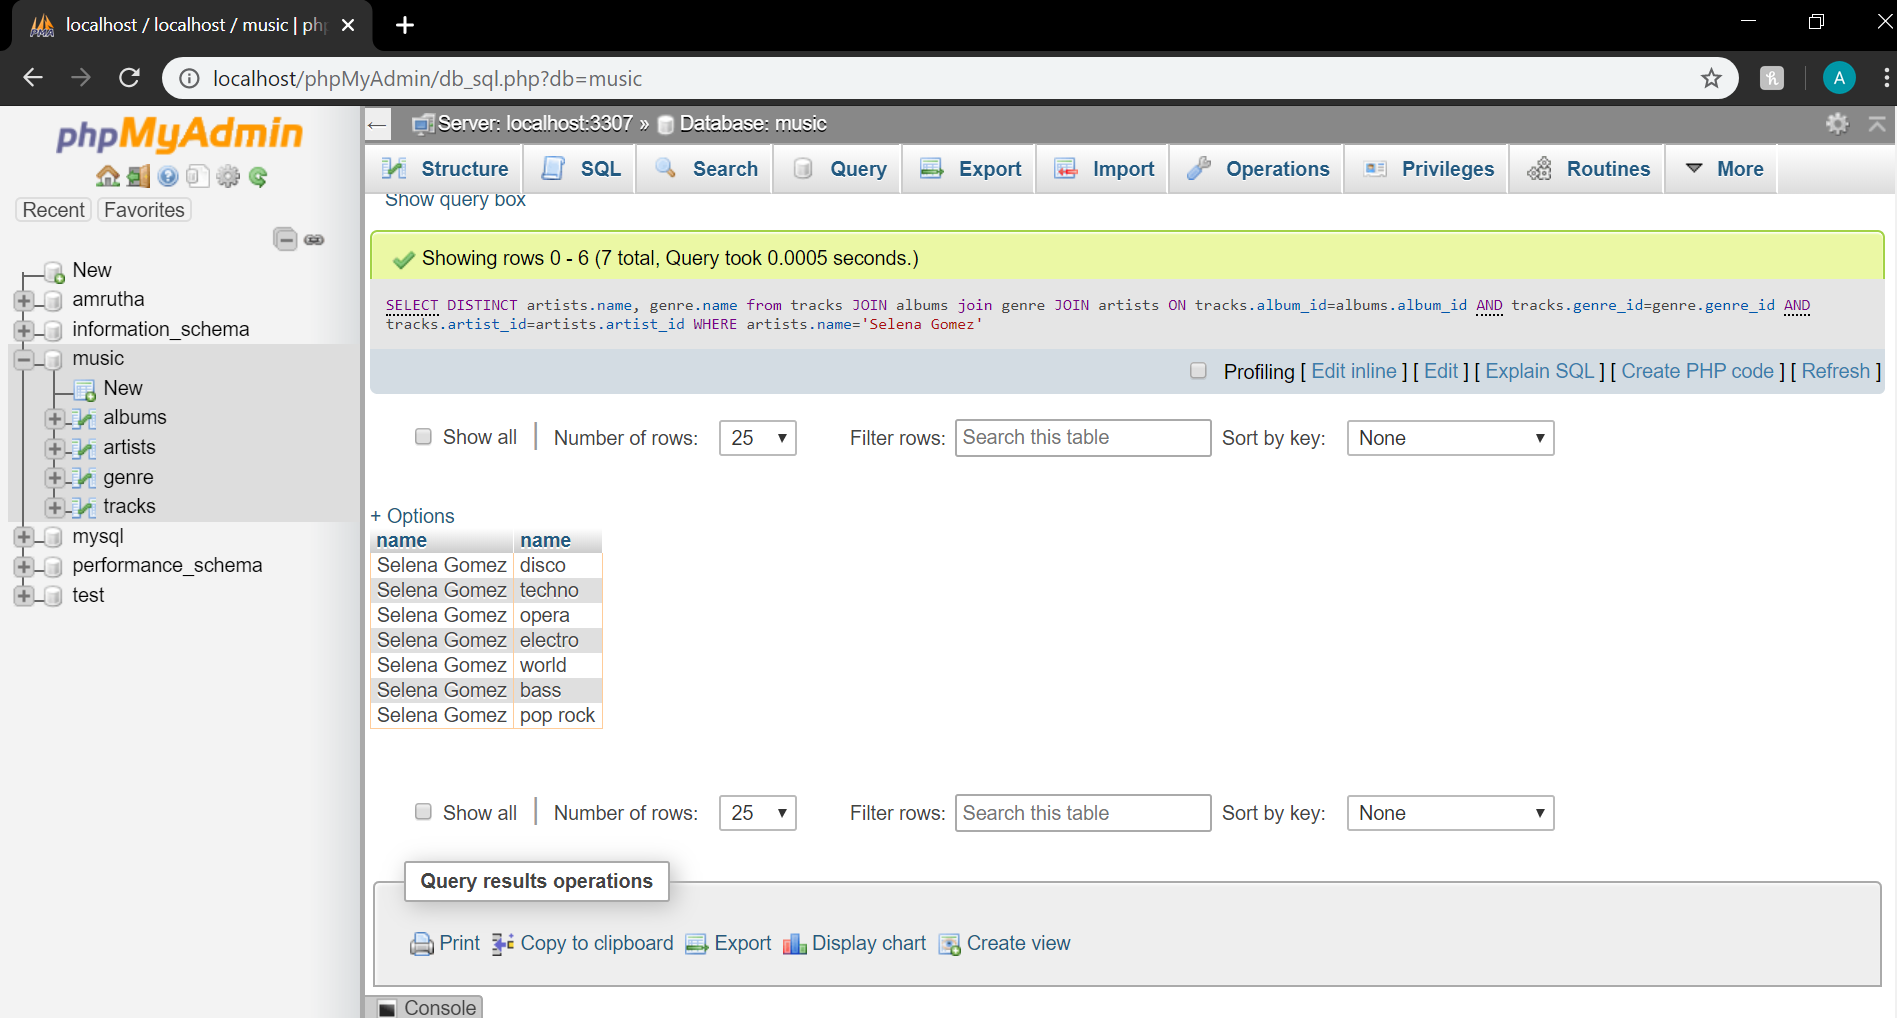 localhost / localhost / music | php
localhost/phpMyAdmin/db_sql.php?db=music
A
phpMyAdmin
Recent Favorites
New
amrutha
information_schema
music
New
albums
artists
genre
tracks
mysql
performance_schema
test
Server: localhost:3307 » Database: music
Structure SQL Search Query Export Import Operations Privileges Routines More
Show query box
Showing rows 0 - 6 (7 total, Query took 0.0005 seconds.)
SELECT DISTINCT artists.name, genre.name from tracks JOIN albums join genre JOIN artists ON tracks.album_id=albums.album_id AND tracks.genre_id=genre.genre_id AND
tracks.artist_id=artists.artist_id WHERE artists.name='Selena Gomez'
Profiling [ Edit inline ] [ Edit ] [ Explain SQL ] [ Create PHP code ] [ Refresh ]
Show all | Number of rows: 25 Filter rows: Search this table Sort by key: None
+ Options
name name
Selena Gomez disco
Selena Gomez techno
Selena Gomez opera
Selena Gomez electro
Selena Gomez world
Selena Gomez bass
Selena Gomez pop rock
Show all | Number of rows: 25 Filter rows: Search this table Sort by key: None
Query results operations
Print Copy to clipboard Export Display chart Create view
Console